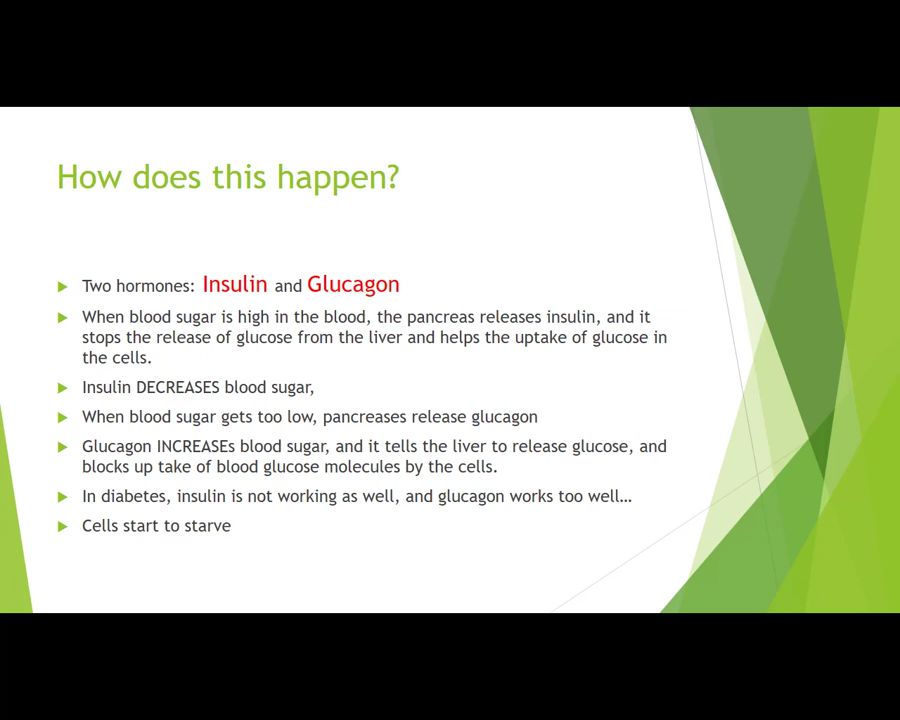 How does this happen?
Two hormones: Insulin and Glucagon
When blood sugar is high in the blood, the pancreas releases insulin, and it
stops the release of glucose from the liver and helps the uptake of glucose in
the cells.
Insulin DECREASES blood sugar,
When blood sugar gets too low, pancreases release glucagon
Glucagon INCREASEs blood sugar, and it tells the liver to release glucose, and
blocks up take of blood glucose molecules by the cells.
In diabetes, insulin is not working as well, and glucagon works too well…
Cells start to starve